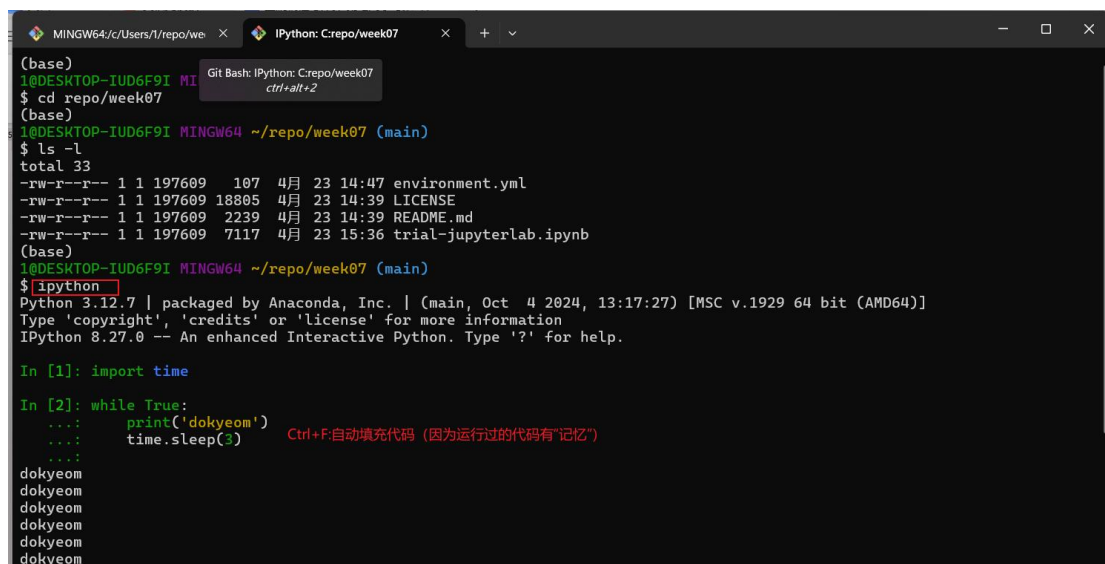 MINGW64:/c/Users/1/repo/wee
IPython: C:repo/week07
(base)
1@DESKTOP-IUD6F9I MI
Git Bash: IPython: C:repo/week07
ctrl+alt+2
$ cd repo/week07
(base)
1@DESKTOP-IUD6F9I MINGW64 ~/repo/week07 (main)
$ ls -l
total 33
-rw-r--r-- 1 1 197609   107  4月  23 14:47 environment.yml
-rw-r--r-- 1 1 197609 18805  4月  23 14:39 LICENSE
-rw-r--r-- 1 1 197609  2239  4月  23 14:39 README.md
-rw-r--r-- 1 1 197609  7117  4月  23 15:36 trial-jupyterlab.ipynb
(base)
1@DESKTOP-IUD6F9I MINGW64 ~/repo/week07 (main)
$ ipython
Python 3.12.7 | packaged by Anaconda, Inc. | (main, Oct  4 2024, 13:17:27) [MSC v.1929 64 bit (AMD64)]
Type 'copyright', 'credits' or 'license' for more information
IPython 8.27.0 -- An enhanced Interactive Python. Type '?' for help.
In [1]: import time
In [2]: while True:
...:     print('dokyeom')
...:     time.sleep(3)
Ctrl+F:自动填充代码（因为运行过的代码有“记忆”）
...:
dokyeom
dokyeom
dokyeom
dokyeom
dokyeom
dokyeom